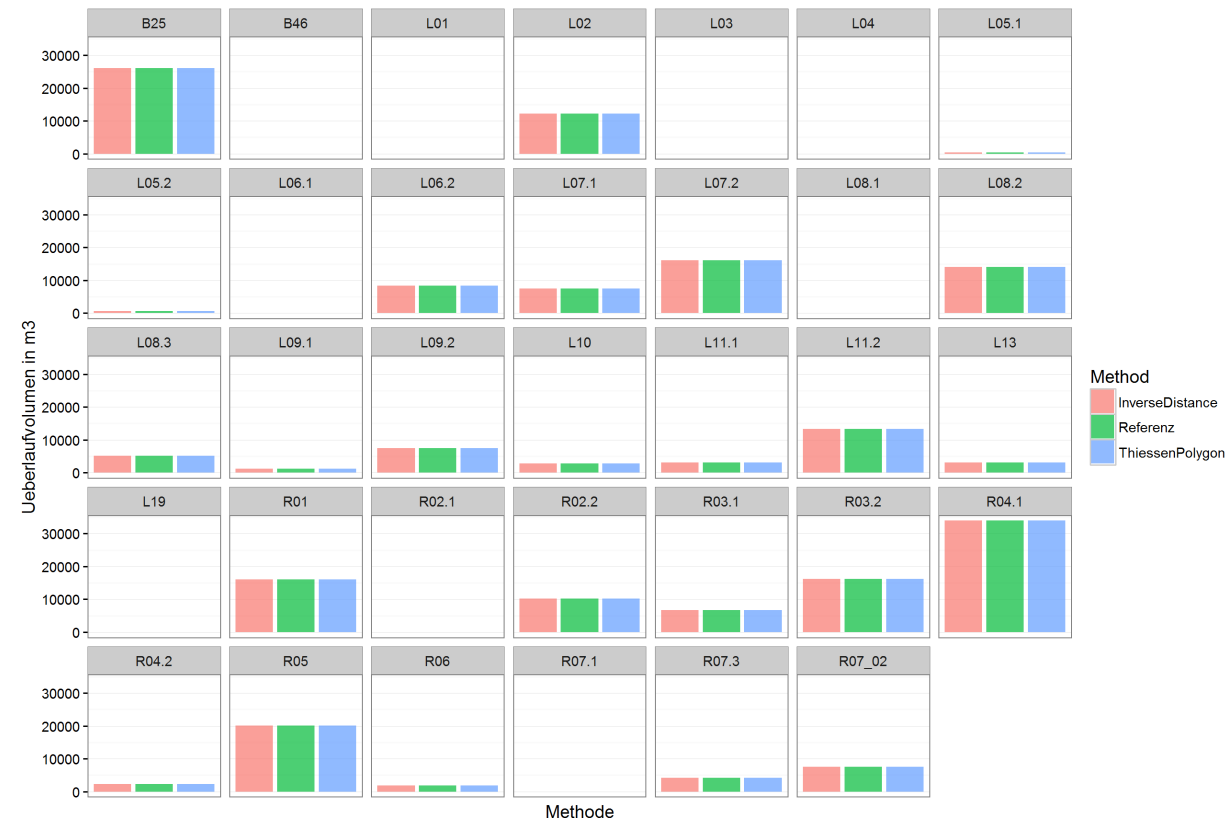 B25 B46 L01 L02 L03 L04 L05.1
30000
20000
10000
0
L05.2 L06.1 L06.2 L07.1 L07.2 L08.1 L08.2
30000
20000
10000
0
L08.3 L09.1 L09.2 L10 L11.1 L11.2 L13
30000
20000
10000
0
L19 R01 R02.1 R02.2 R03.1 R03.2 R04.1
30000
20000
10000
0
R04.2 R05 R06 R07.1 R07.3 R07_02
30000
20000
10000
0
Ueberlaufvolumen in m3
Methode
Method
InverseDistance
Referenz
ThiessenPolygon